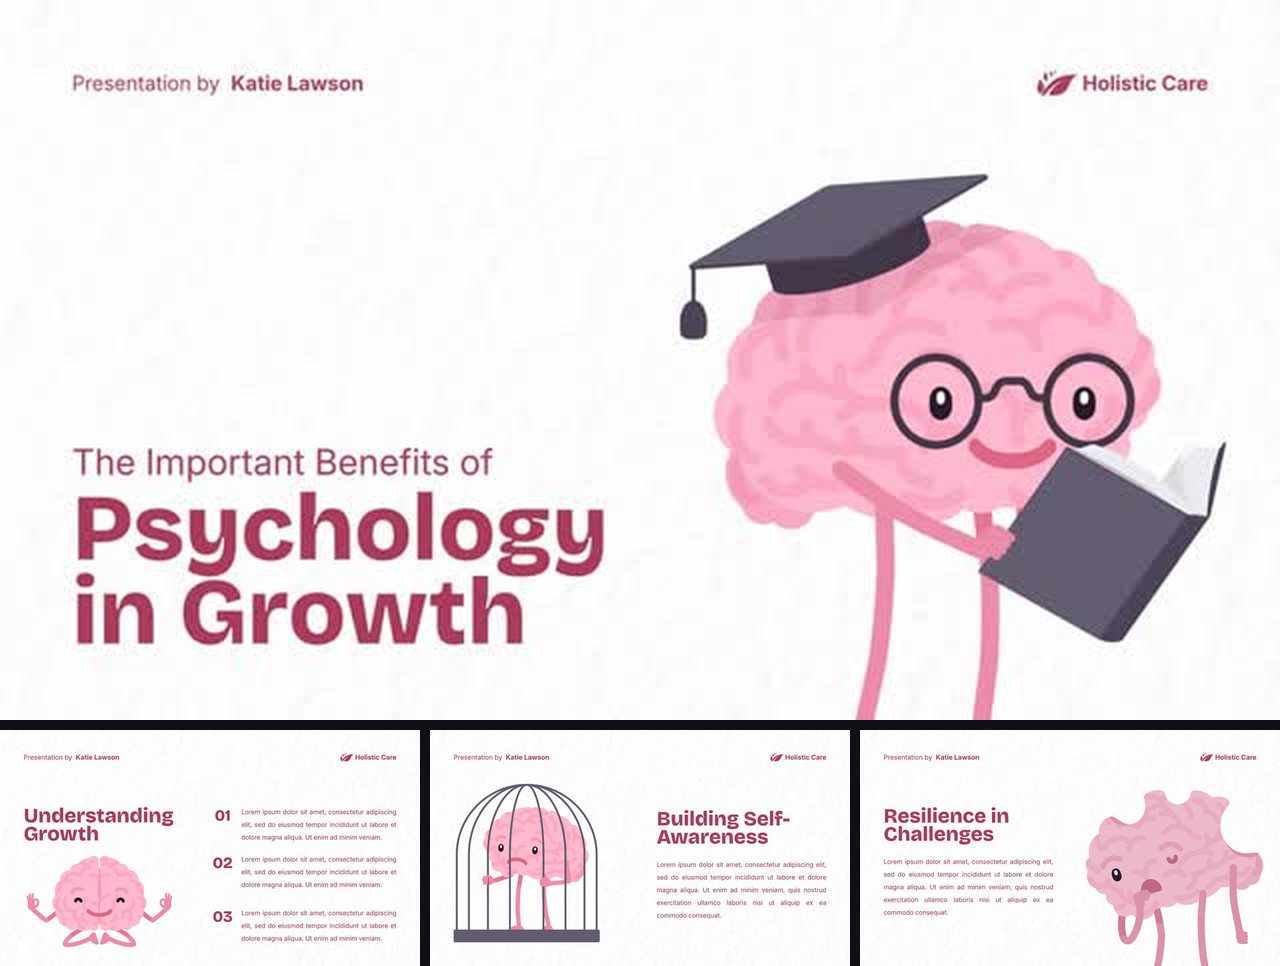 Presentation by Katie Lawson
Holistic Care
The Important Benefits of
Psychology
in Growth
Presentation by Katie Lawson
Holistic Care
Understanding
Growth
01
Lorem ipsum dolor sit amet, consectetur adipiscing
elit, sed do eiusmod tempor incididunt ut labore et
dolore magna aliqua. Ut enim ad minim veniam.
02
Lorem ipsum dolor sit amet, consectetur adipiscing
elit, sed do eiusmod tempor incididunt ut labore et
dolore magna aliqua. Ut enim ad minim veniam.
03
Lorem ipsum dolor sit amet, consectetur adipiscing
elit, sed do eiusmod tempor incididunt ut labore et
dolore magna aliqua. Ut enim ad minim veniam.
Presentation by Katie Lawson
Holistic Care
Building Self-
Awareness
Lorem ipsum dolor sit amet, consectetur adipiscing elit,
sed do eiusmod tempor incididunt ut labore et dolore
magna aliqua. Ut enim ad minim veniam, quis nostrud
exercitation ullamco laboris nisi ut aliquip ex ea
commodo consequat.
Presentation by Katie Lawson
Holistic Care
Resilience in
Challenges
Lorem ipsum dolor sit amet, consectetur adipiscing elit,
sed do eiusmod tempor incididunt ut labore et dolore
magna aliqua. Ut enim ad minim veniam, quis nostrud
exercitation ullamco laboris nisi ut aliquip ex ea
commodo consequat.